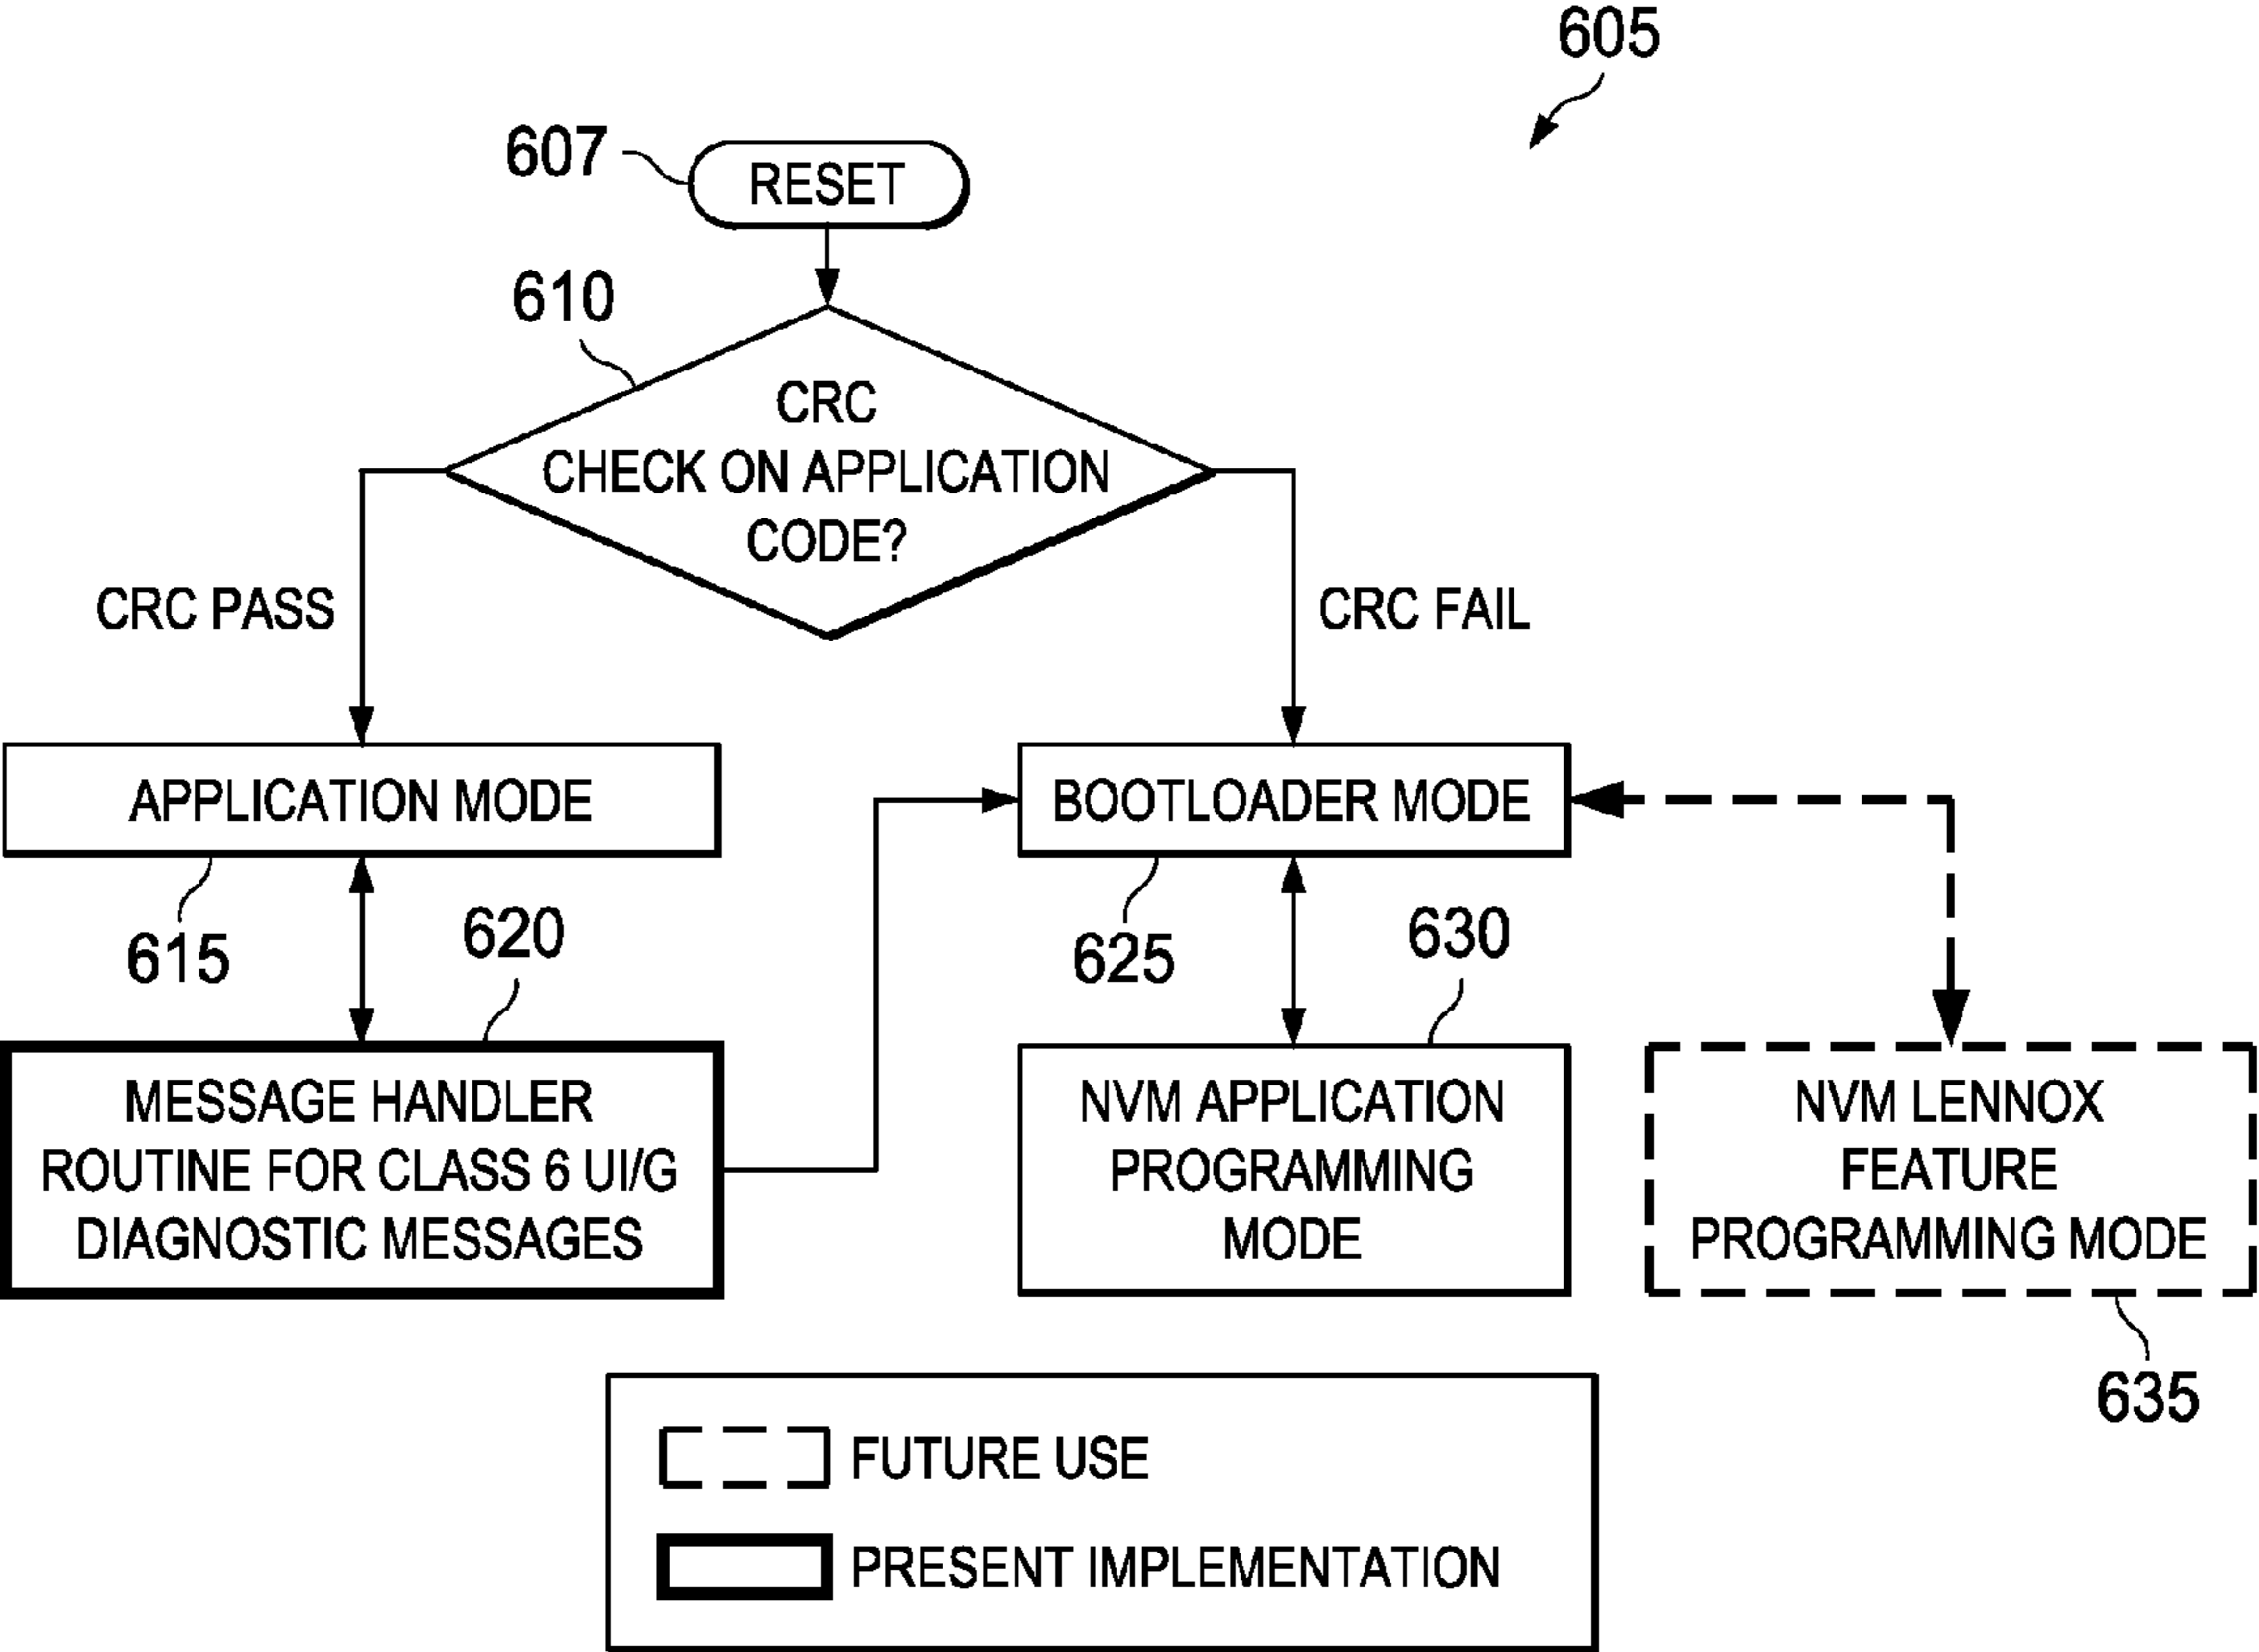 605
607
RESET
610
CRC
CHECK ON APPLICATION
CODE?
CRC PASS
CRC FAIL
APPLICATION MODE
BOOTLOADER MODE
615
620
625
630
MESSAGE HANDLER
ROUTINE FOR CLASS 6 UI/G
DIAGNOSTIC MESSAGES
NVM APPLICATION
PROGRAMMING
MODE
NVM LENNOX
FEATURE
PROGRAMMING MODE
635
FUTURE USE
PRESENT IMPLEMENTATION